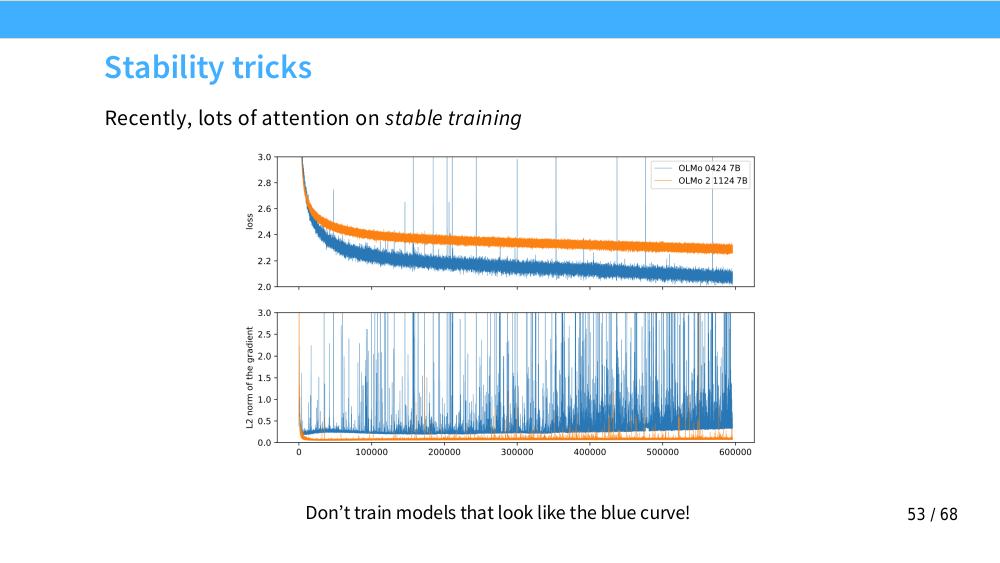 Stability tricks
Recently, lots of attention on stable training
3.0
2.8
2.6
2.4
2.2
2.0
loss
OLMo 0424 7B
OLMo 2 1124 7B
3.0
2.5
2.0
1.5
1.0
0.5
0.0
L2 norm of the gradient
0 100000 200000 300000 400000 500000 600000
Don’t train models that look like the blue curve!
53 / 68